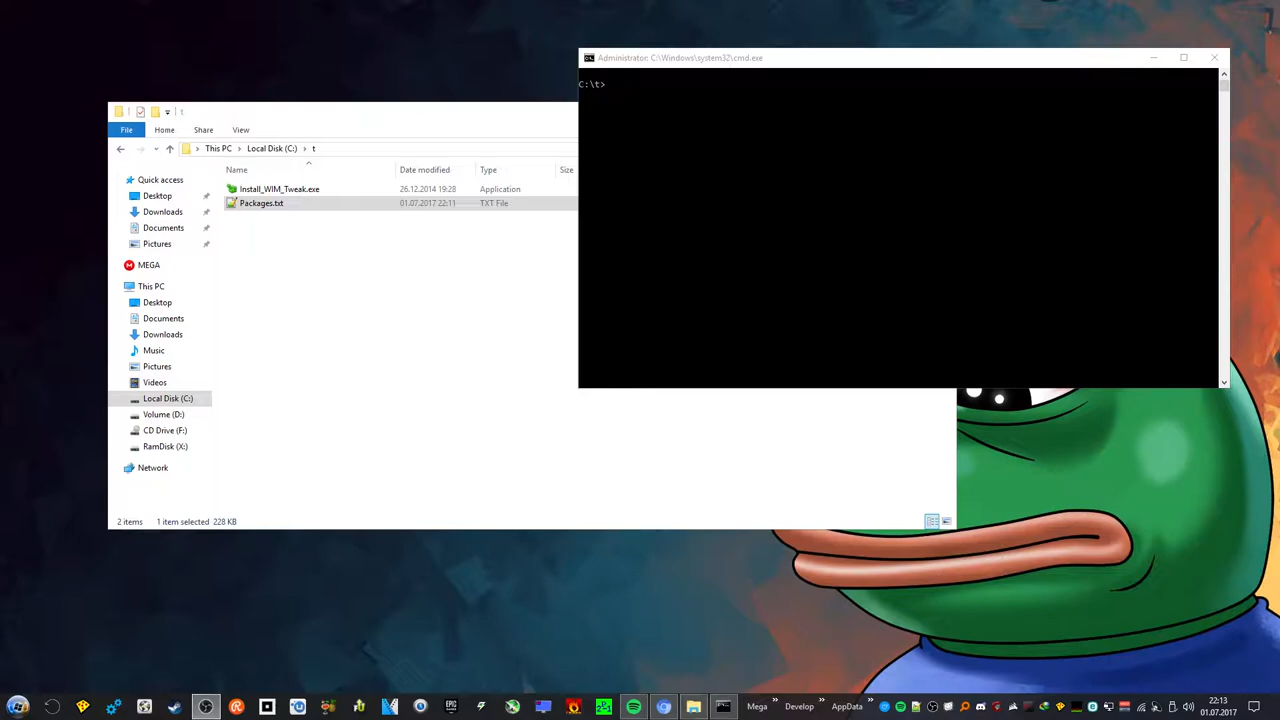 Administrator: C:\Windows\system32\cmd.exe
C:\t>
t
File Home Share View
This PC > Local Disk (C:) > t
Name Date modified Type Size
Install_WIM_Tweak.exe 26.12.2014 19:28 Application
Packages.txt 01.07.2017 22:11 TXT File
Quick access
Desktop
Downloads
Documents
Pictures
MEGA
This PC
Desktop
Documents
Downloads
Music
Pictures
Videos
Local Disk (C:)
Volume (D:)
CD Drive (F:)
RamDisk (X:)
Network
2 items 1 item selected 228 KB
Mega » Develop » AppData »
22:13
01.07.2017